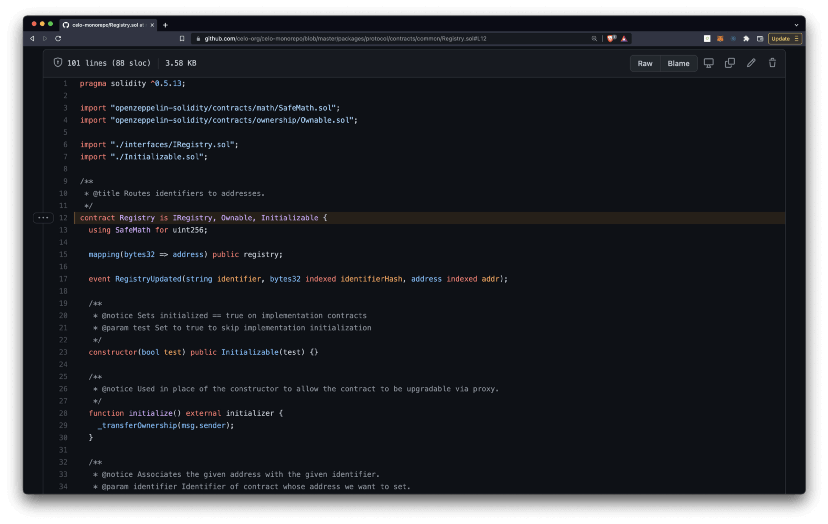 celo-monorepo/Registry.sol at
github.com/celo-org/celo-monorepo/blob/master/packages/protocol/contracts/common/Registry.sol#L12
Update
101 lines (88 sloc) 3.58 KB
Raw Blame
1 pragma solidity ^0.5.13;
2
3 import "openzeppelin-solidity/contracts/math/SafeMath.sol";
4 import "openzeppelin-solidity/contracts/ownership/Ownable.sol";
5
6 import "./interfaces/IRegistry.sol";
7 import "./Initializable.sol";
8
9 /**
10 * @title Routes identifiers to addresses.
11 */
12 contract Registry is IRegistry, Ownable, Initializable {
13 using SafeMath for uint256;
14
15 mapping(bytes32 => address) public registry;
16
17 event RegistryUpdated(string identifier, bytes32 indexed identifierHash, address indexed addr);
18
19 /**
20 * @notice Sets initialized == true on implementation contracts
21 * @param test Set to true to skip implementation initialization
22 */
23 constructor(bool test) public Initializable(test) {}
24
25 /**
26 * @notice Used in place of the constructor to allow the contract to be upgradable via proxy.
27 */
28 function initialize() external initializer {
29 _transferOwnership(msg.sender);
30 }
31
32 /**
33 * @notice Associates the given address with the given identifier.
34 * @param identifier Identifier of contract whose address we want to set.